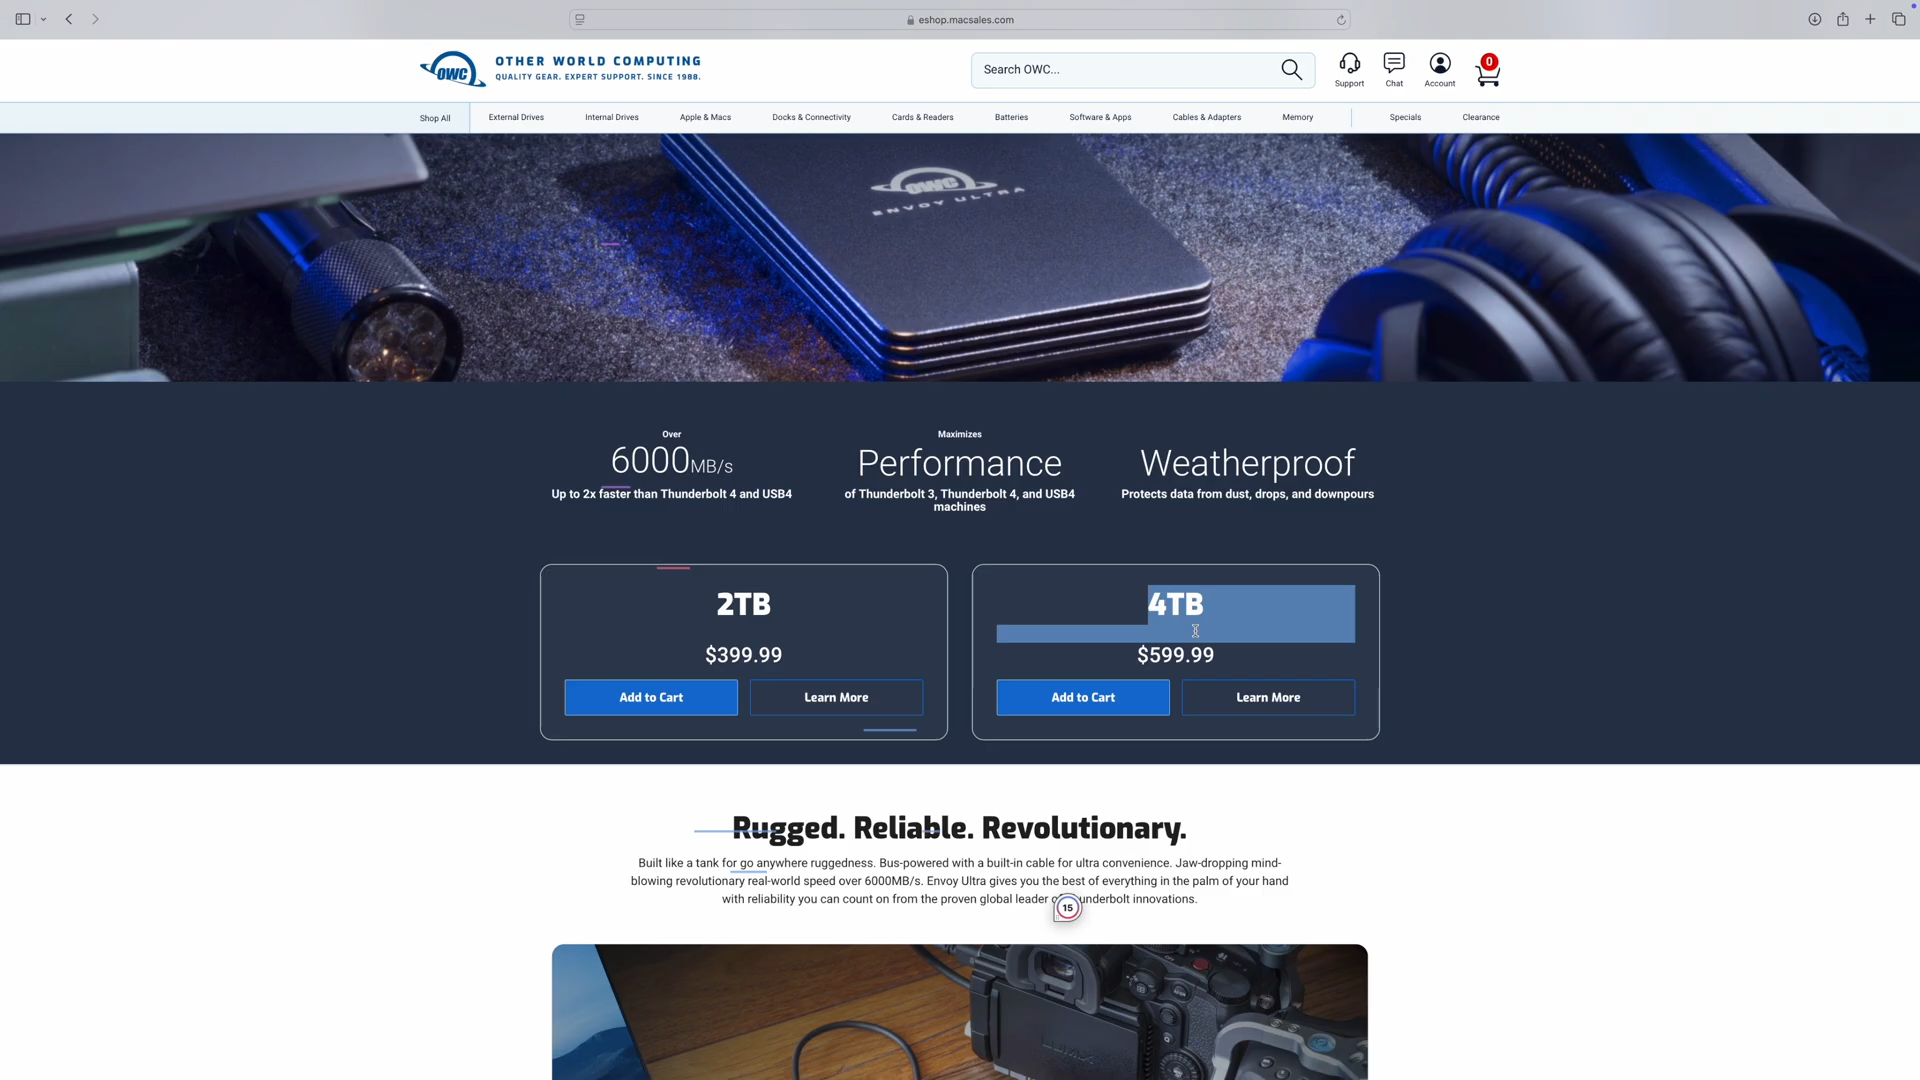 eshop.macsales.com
OWC
OTHER WORLD COMPUTING
QUALITY GEAR. EXPERT SUPPORT. SINCE 1988.
Search OWC...
Support
Chat
Account
0
Shop All
External Drives
Internal Drives
Apple & Macs
Docks & Connectivity
Cards & Readers
Batteries
Software & Apps
Cables & Adapters
Memory
Specials
Clearance
OWC
ENVOY ULTRA
Over
6000MB/s
Up to 2x faster than Thunderbolt 4 and USB4
Maximizes
Performance
of Thunderbolt 3, Thunderbolt 4, and USB4
machines
Weatherproof
Protects data from dust, drops, and downpours
2TB
$399.99
Add to Cart
Learn More
4TB
$599.99
Add to Cart
Learn More
Rugged. Reliable. Revolutionary.
Built like a tank for go anywhere ruggedness. Bus-powered with a built-in cable for ultra convenience. Jaw-dropping mind-
blowing revolutionary real-world speed over 6000MB/s. Envoy Ultra gives you the best of everything in the palm of your hand
with reliability you can count on from the proven global leader innovations.
15
LUMIX